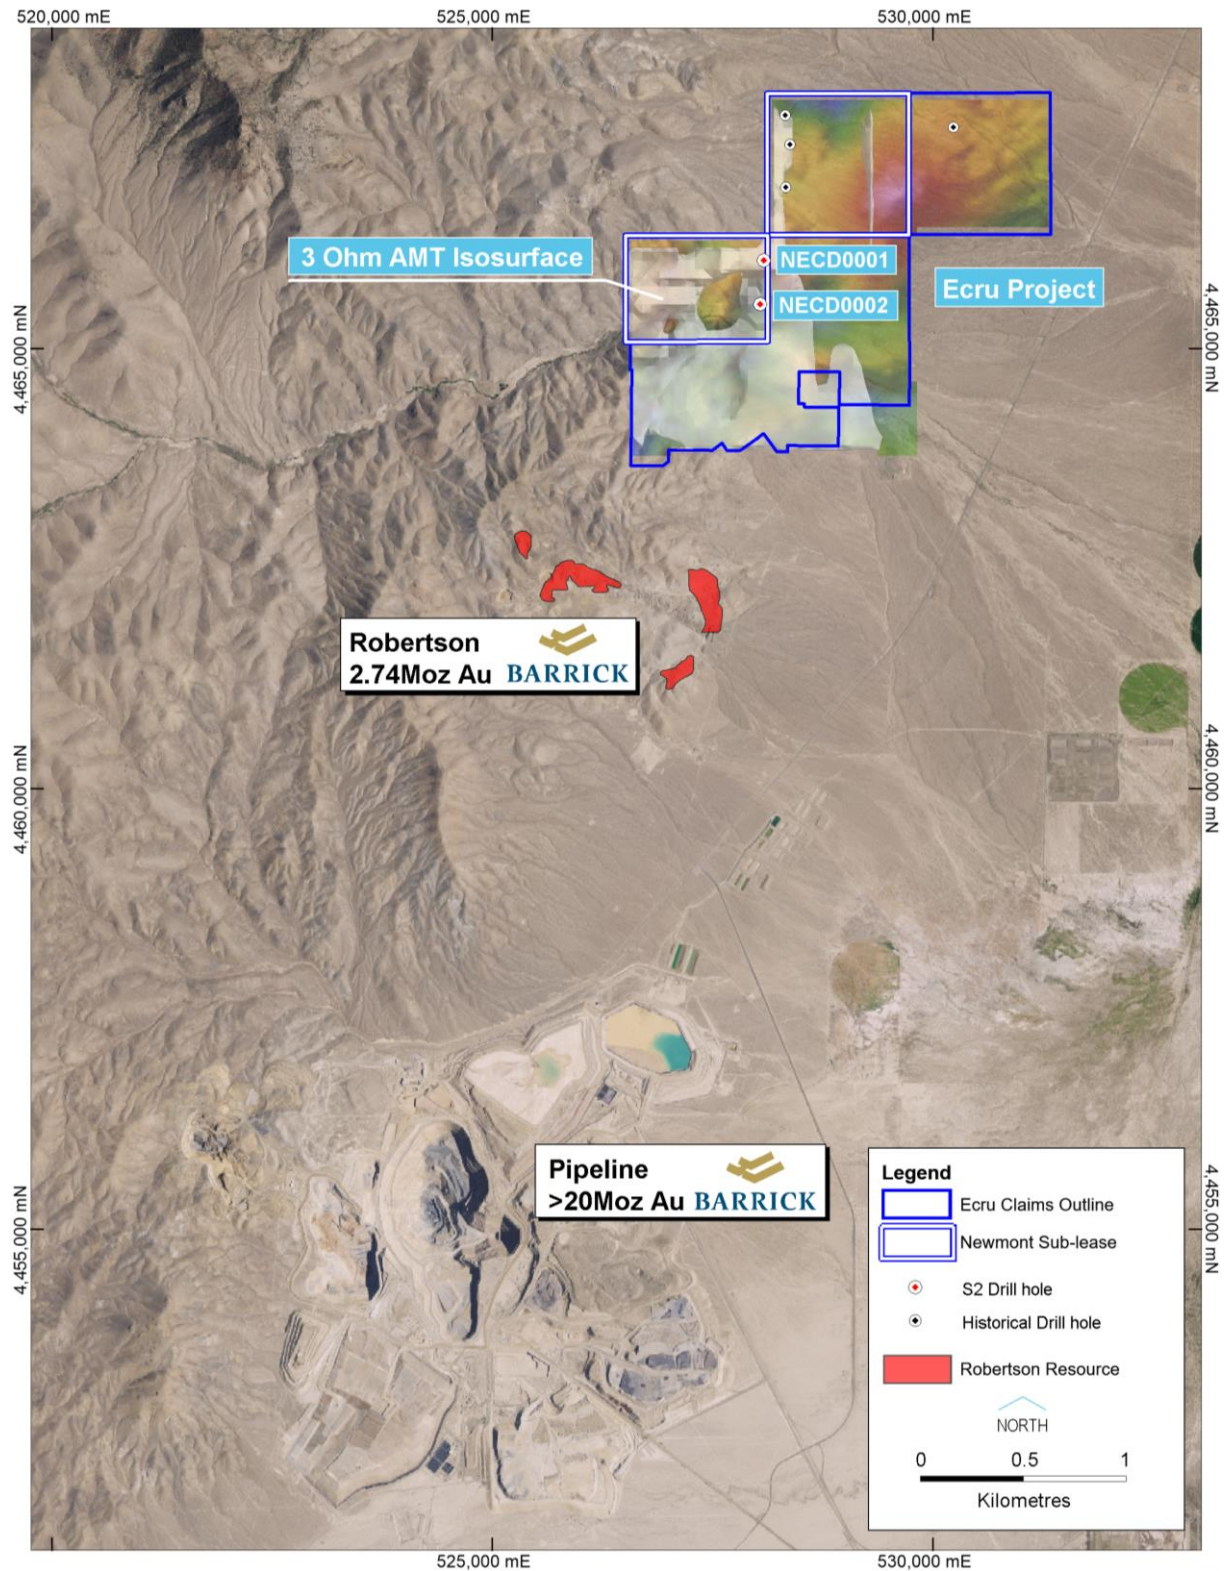 520,000 mE
525,000 mE
530,000 mE
3 Ohm AMT Isosurface
NECD0001
NECD0002
Ecru Project
4,465,000 mN
4,465,000 mN
Robertson
2.74Moz Au BARRICK
4,460,000 mN
4,460,000 mN
Pipeline
>20Moz Au BARRICK
4,455,000 mN
4,455,000 mN
Legend
Ecru Claims Outline
Newmont Sub-lease
S2 Drill hole
Historical Drill hole
Robertson Resource
NORTH
0 0.5 1
Kilometres
525,000 mE
530,000 mE